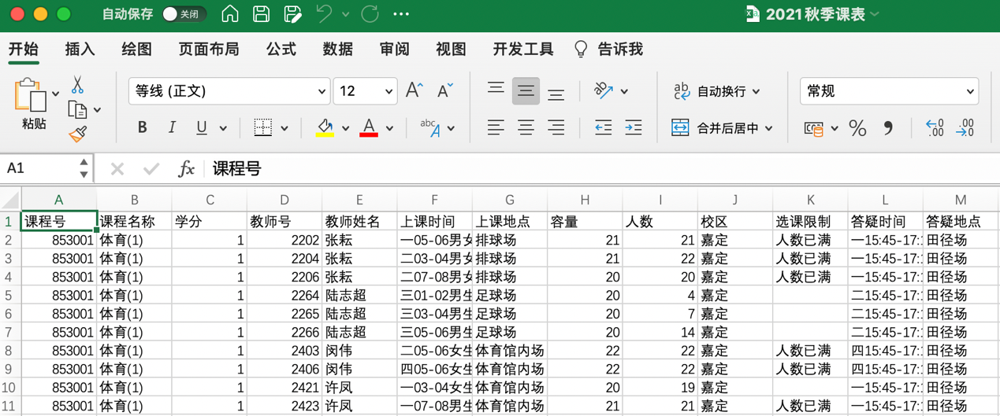 自动保存 关闭 2021秋季课表
开始 插入 绘图 页面布局 公式 数据 审阅 视图 开发工具 告诉我
粘贴 等线 (正文) 12 A A ab 自动换行 常规
B I U A abc A 合并后居中 % .00 .00
A1 fx 课程号
A B C D E F G H I J K L M
1 课程号 课程名称 学分 教师号 教师姓名 上课时间 上课地点 容量 人数 校区 选课限制 答疑时间 答疑地点
2 853001 体育(1) 1 2202 张耘 一05-06男女 排球场 21 21 嘉定 人数已满 一15:45-17:1 田径场
3 853001 体育(1) 1 2204 张耘 二03-04男生 排球场 21 22 嘉定 人数已满 一15:45-17:1 田径场
4 853001 体育(1) 1 2206 张耘 二07-08男女 排球场 20 20 嘉定 人数已满 一15:45-17:1 田径场
5 853001 体育(1) 1 2264 陆志超 三01-02男生 足球场 20 4 嘉定 二15:45-17:1 田径场
6 853001 体育(1) 1 2265 陆志超 三03-04男生 足球场 20 7 嘉定 二15:45-17:1 田径场
7 853001 体育(1) 1 2266 陆志超 三05-06男生 足球场 20 14 嘉定 二15:45-17:1 田径场
8 853001 体育(1) 1 2403 闵伟 二05-06女生 体育馆内场 22 22 嘉定 人数已满 四15:45-17:1 田径场
9 853001 体育(1) 1 2406 闵伟 四05-06女生 体育馆内场 22 22 嘉定 人数已满 四15:45-17:1 田径场
10 853001 体育(1) 1 2421 许凤 一03-04女生 体育馆内场 20 19 嘉定 一15:45-17:1 田径场
11 853001 体育(1) 1 2423 许凤 一07-08男生 体育馆内场 21 21 嘉定 人数已满 一15:45-17:1 田径场